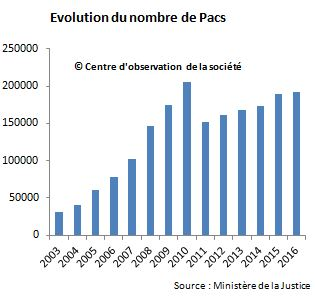 Evolution du nombre de Pacs
250000
© Centre d'observation de la société
200000
150000
100000
50000
0
2003 2004 2005 2006 2007 2008 2009 2010 2011 2012 2013 2014 2015 2016
Source : Ministère de la Justice